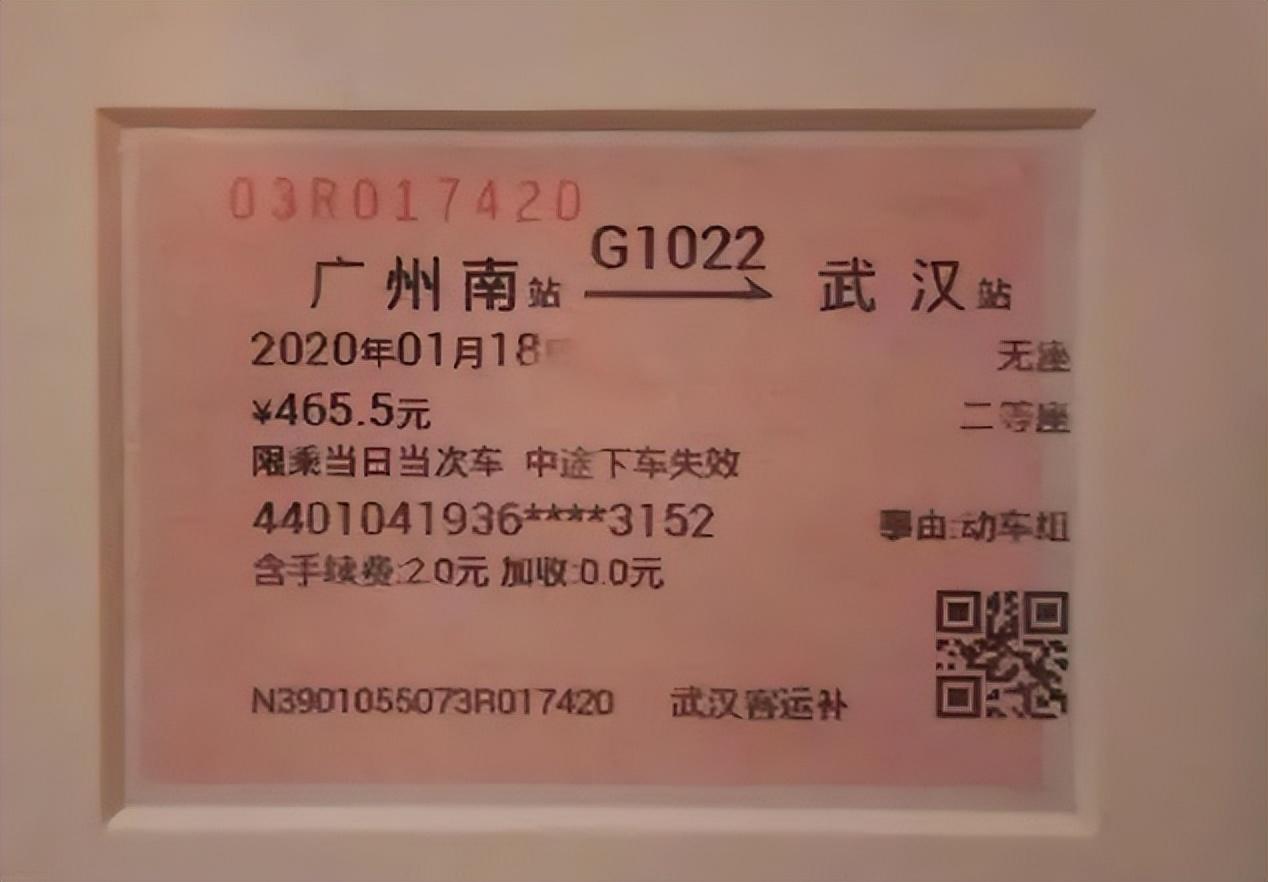 03R017420
G1022
广州南站 武汉站
2020年01月18
无座
¥465.5元
二等座
限乘当日当次车 中途下车失效
4401041936****3152
事由:动车组
含手续费:2.0元 加收:0.0元
N3901055073R017420 武汉客运补